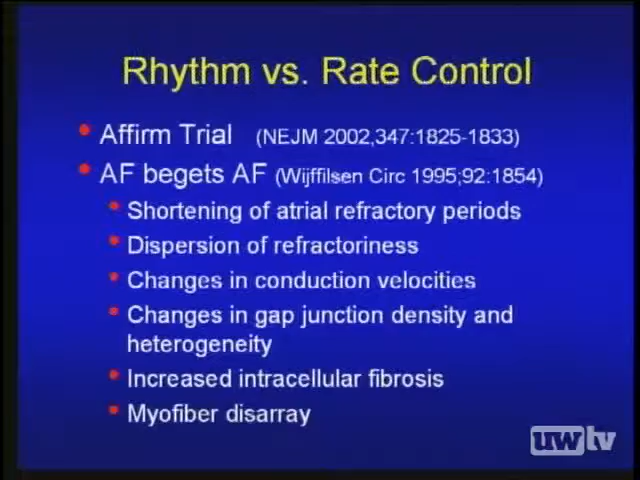 Rhythm vs. Rate Control
• Affirm Trial (NEJM 2002,347:1825-1833)
• AF begets AF (Wijffilsen Circ 1995;92:1854)
• Shortening of atrial refractory periods
• Dispersion of refractoriness
• Changes in conduction velocities
• Changes in gap junction density and
heterogeneity
• Increased intracellular fibrosis
• Myofiber disarray
uwtv